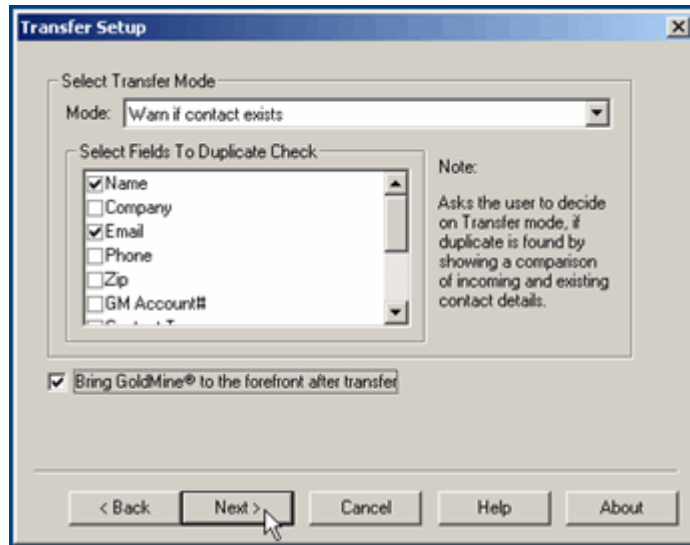 Transfer Setup
Select Transfer Mode
Mode: Warn if contact exists
Select Fields To Duplicate Check
Name
Company
Email
Phone
Zip
GM Account#
Note:
Asks the user to decide
on Transfer mode, if
duplicate is found by
showing a comparison
of incoming and existing
contact details.
Bring GoldMine® to the forefront after transfer
< Back
Next >
Cancel
Help
About